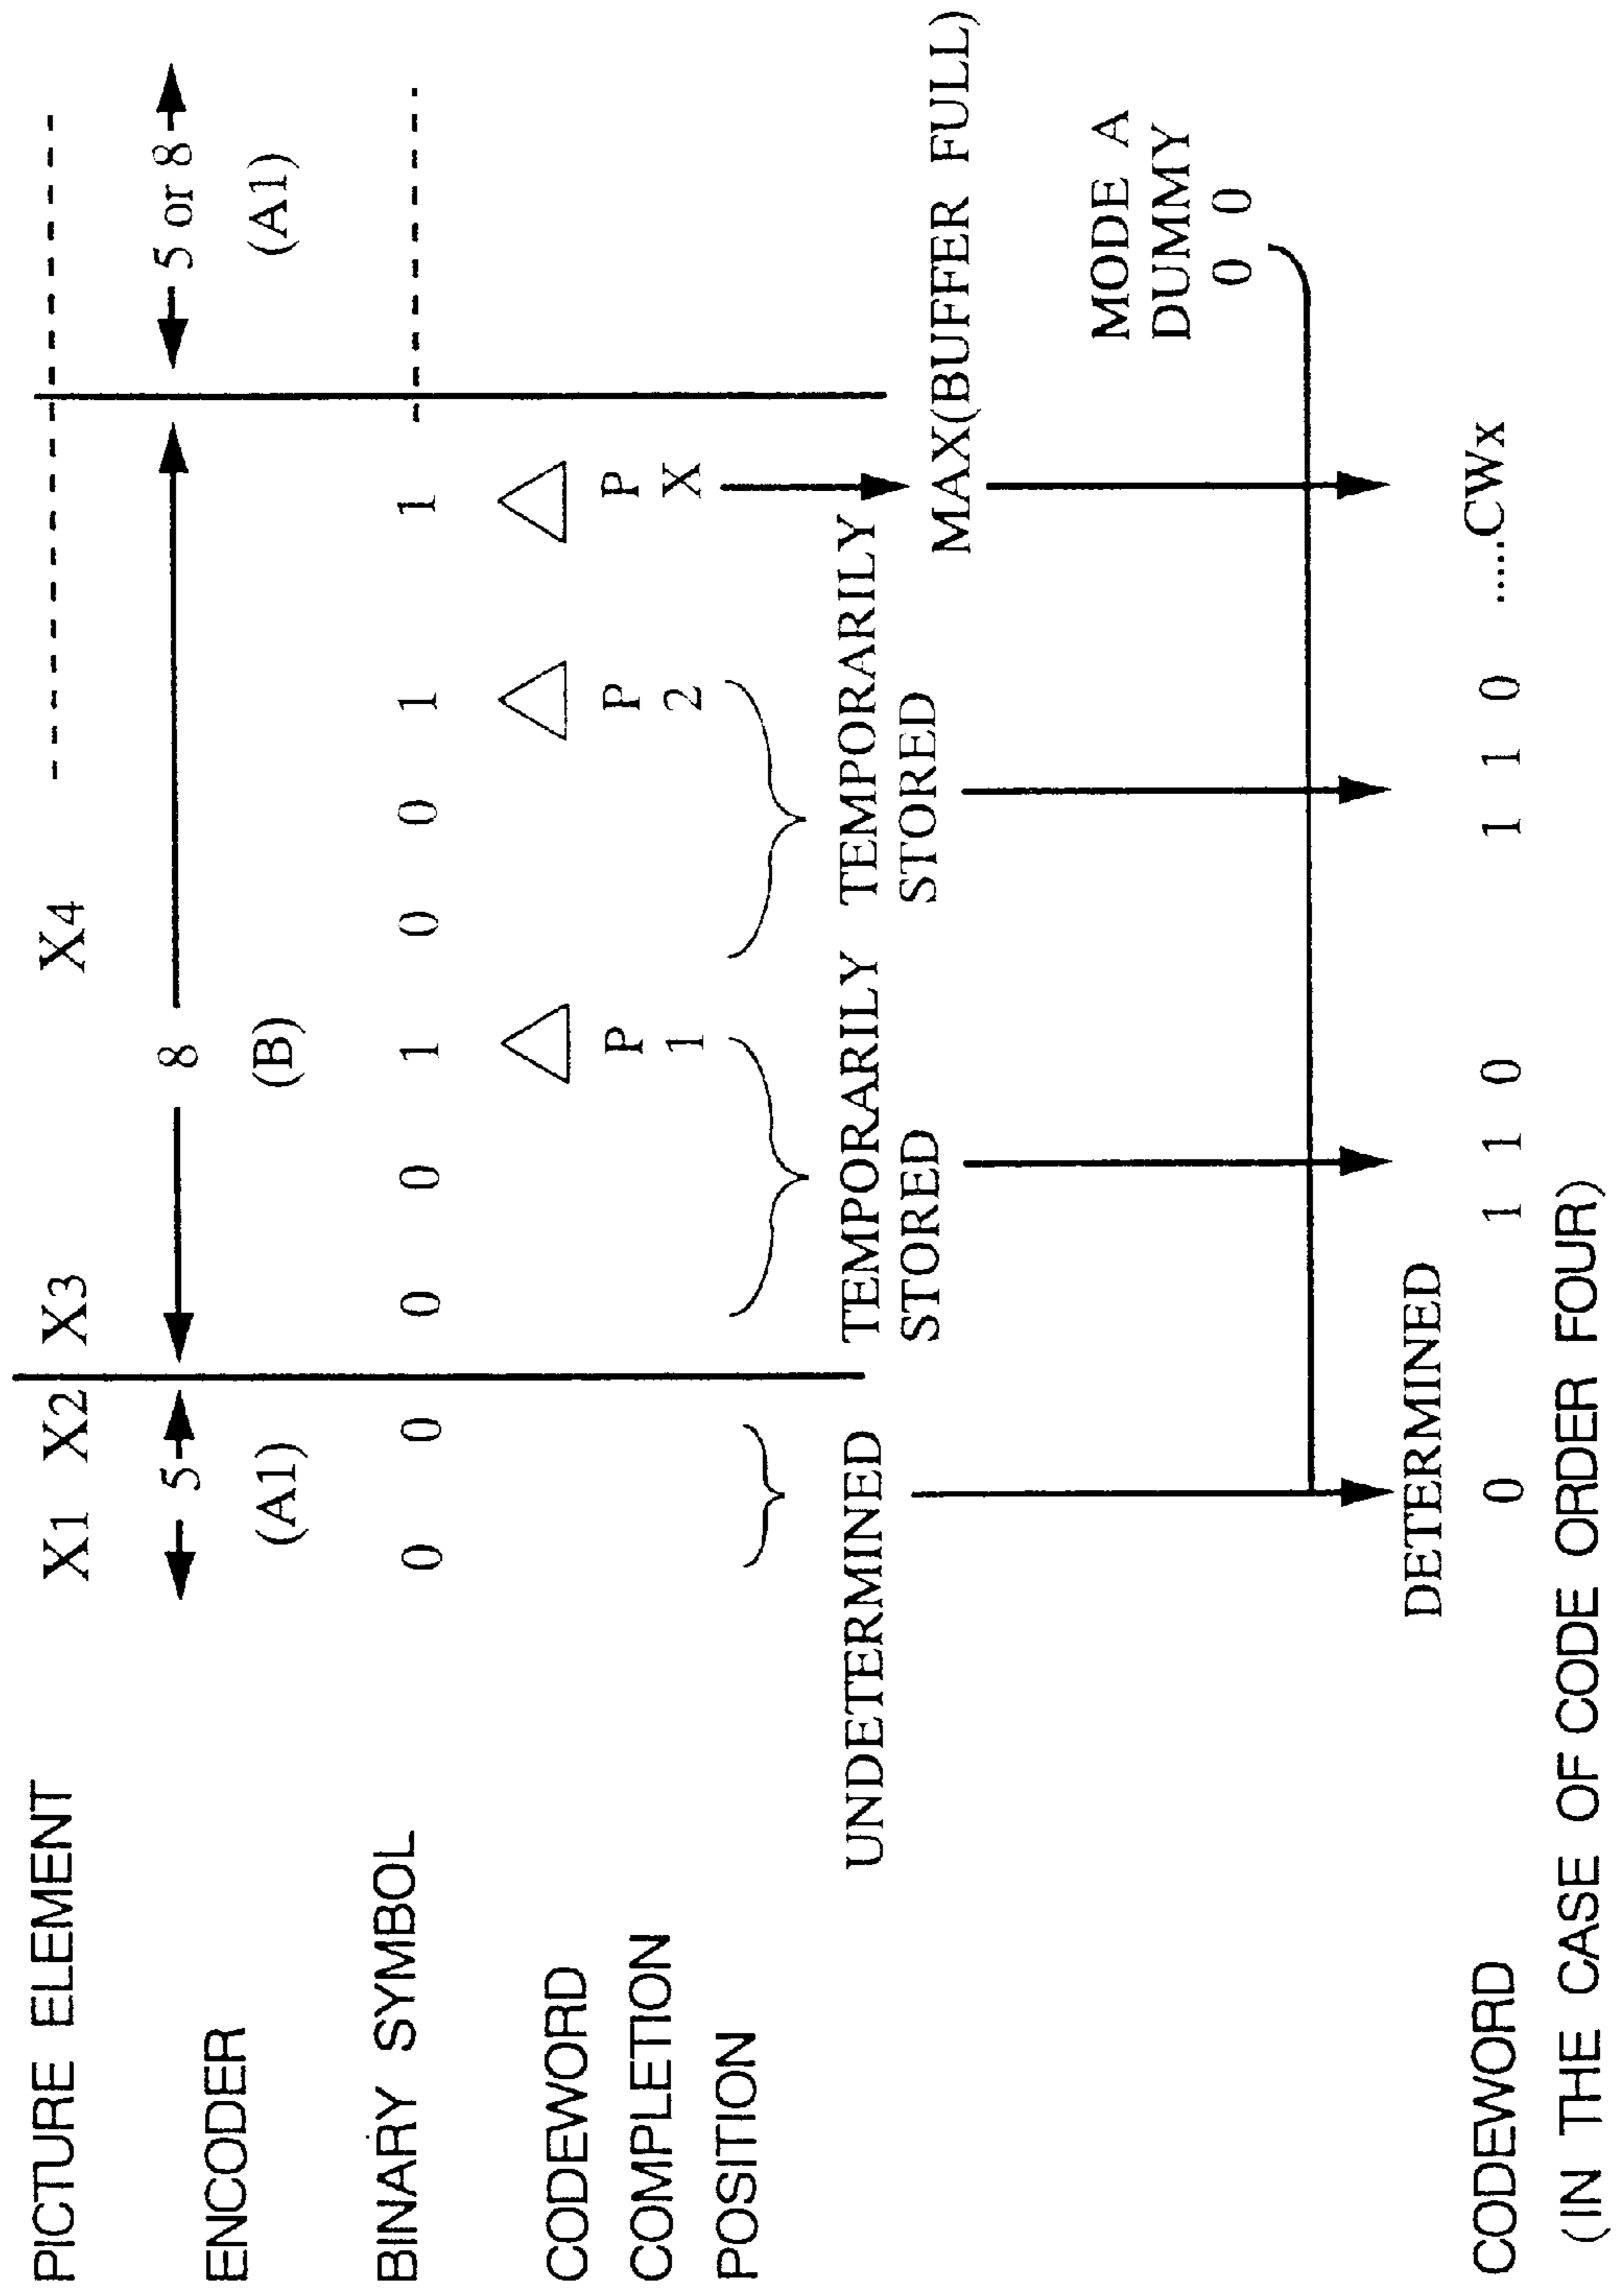 PICTURE ELEMENT X1 X2 X3 X4
ENCODER 5 8 5 or 8
(A1) (B) (A1)
BINARY SYMBOL 0 0 0 0 1 0 0 1 1
CODEWORD
COMPLETION P P P
POSITION 1 2 X
UNDETERMINED TEMPORARILY TEMPORARILY
STORED STORED
MAX(BUFFER FULL)
MODE A
DUMMY
0 0
DETERMINED
CODEWORD 0 1 1 0 1 1 0 .....CWx
(IN THE CASE OF CODE ORDER FOUR)